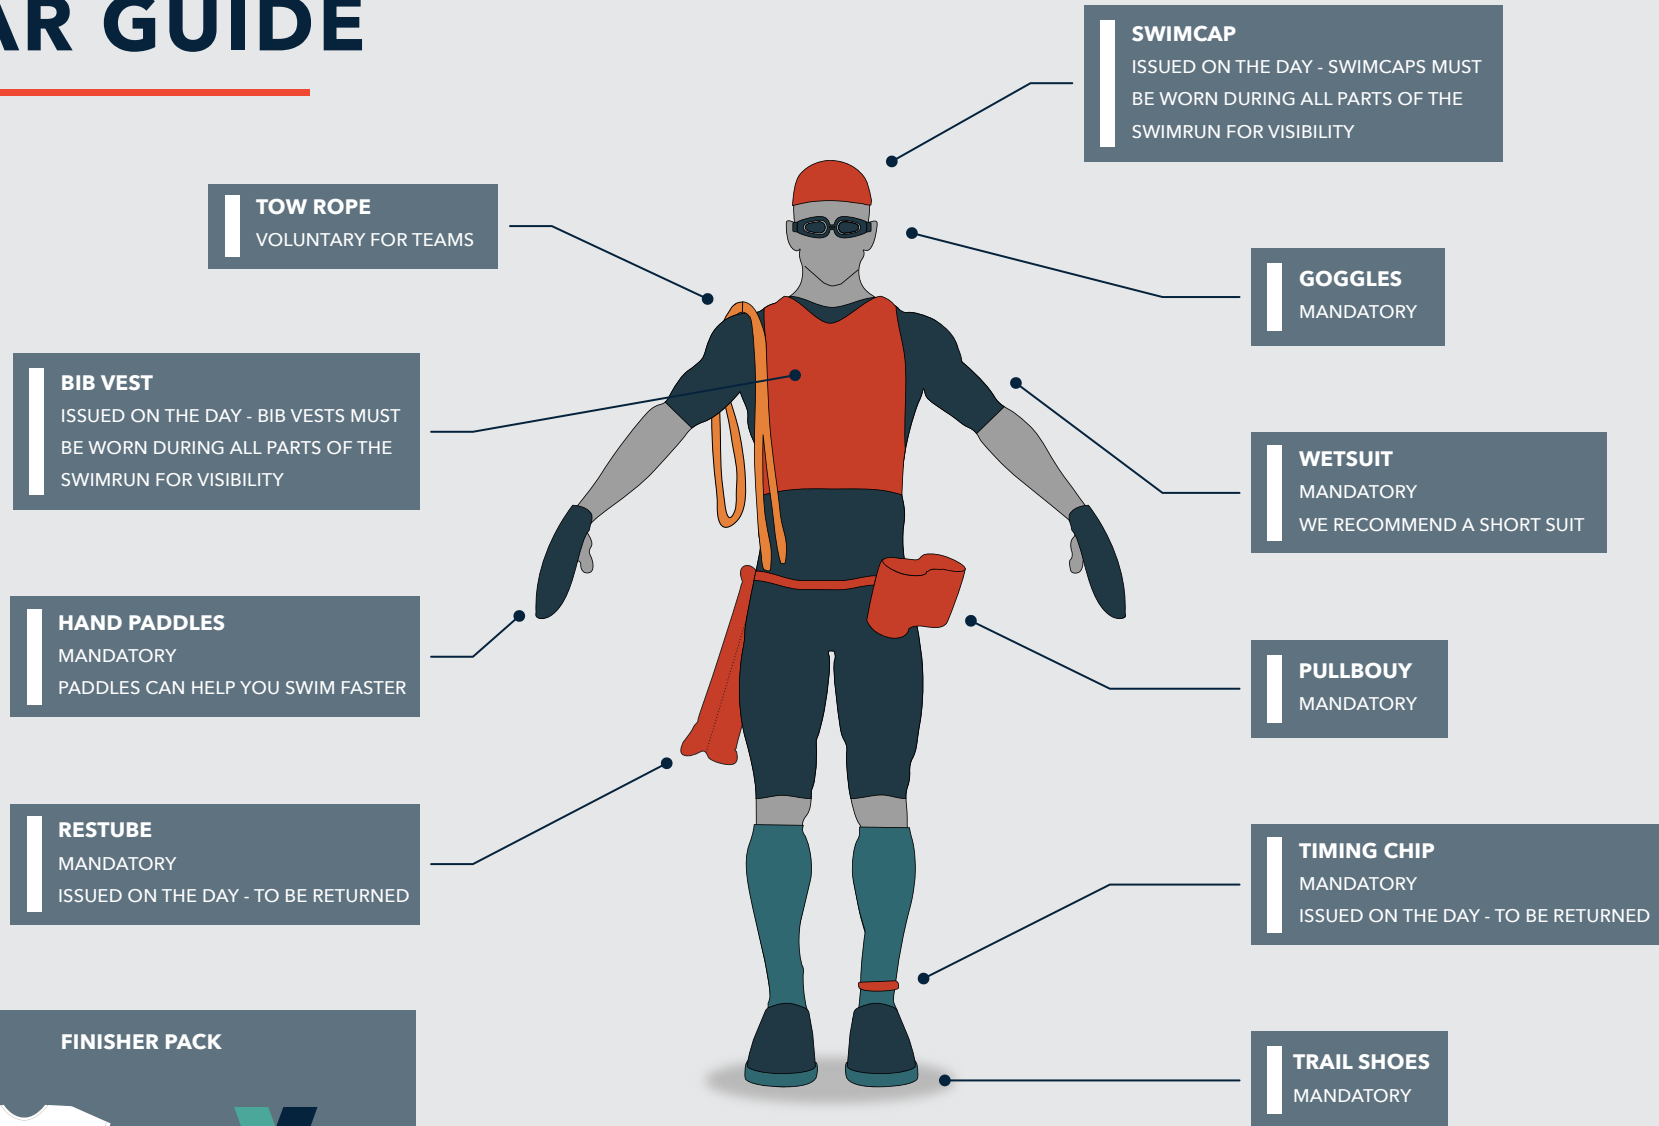 AR GUIDE
SWIMCAP
ISSUED ON THE DAY - SWIMCAPS MUST
BE WORN DURING ALL PARTS OF THE
SWIMRUN FOR VISIBILITY
TOW ROPE
VOLUNTARY FOR TEAMS
GOGGLES
MANDATORY
BIB VEST
ISSUED ON THE DAY - BIB VESTS MUST
BE WORN DURING ALL PARTS OF THE
SWIMRUN FOR VISIBILITY
WETSUIT
MANDATORY
WE RECOMMEND A SHORT SUIT
HAND PADDLES
MANDATORY
PADDLES CAN HELP YOU SWIM FASTER
PULLBOUY
MANDATORY
RESTUBE
MANDATORY
ISSUED ON THE DAY - TO BE RETURNED
TIMING CHIP
MANDATORY
ISSUED ON THE DAY - TO BE RETURNED
FINISHER PACK
TRAIL SHOES
MANDATORY